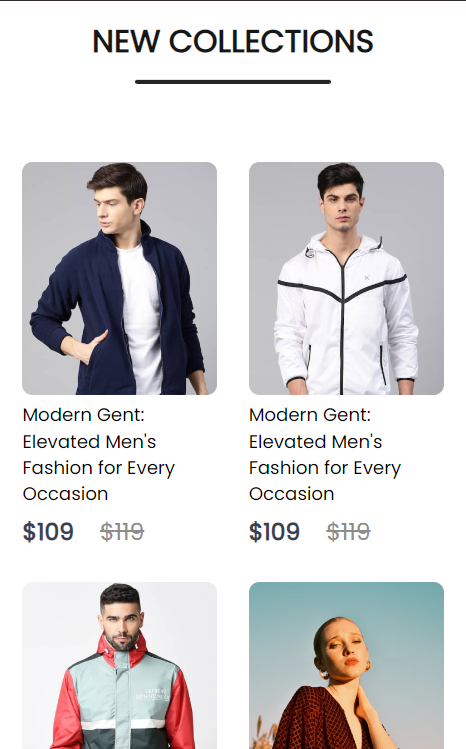 NEW COLLECTIONS
Modern Gent:
Elevated Men's
Fashion for Every
Occasion
$109 $119
Modern Gent:
Elevated Men's
Fashion for Every
Occasion
$109 $119